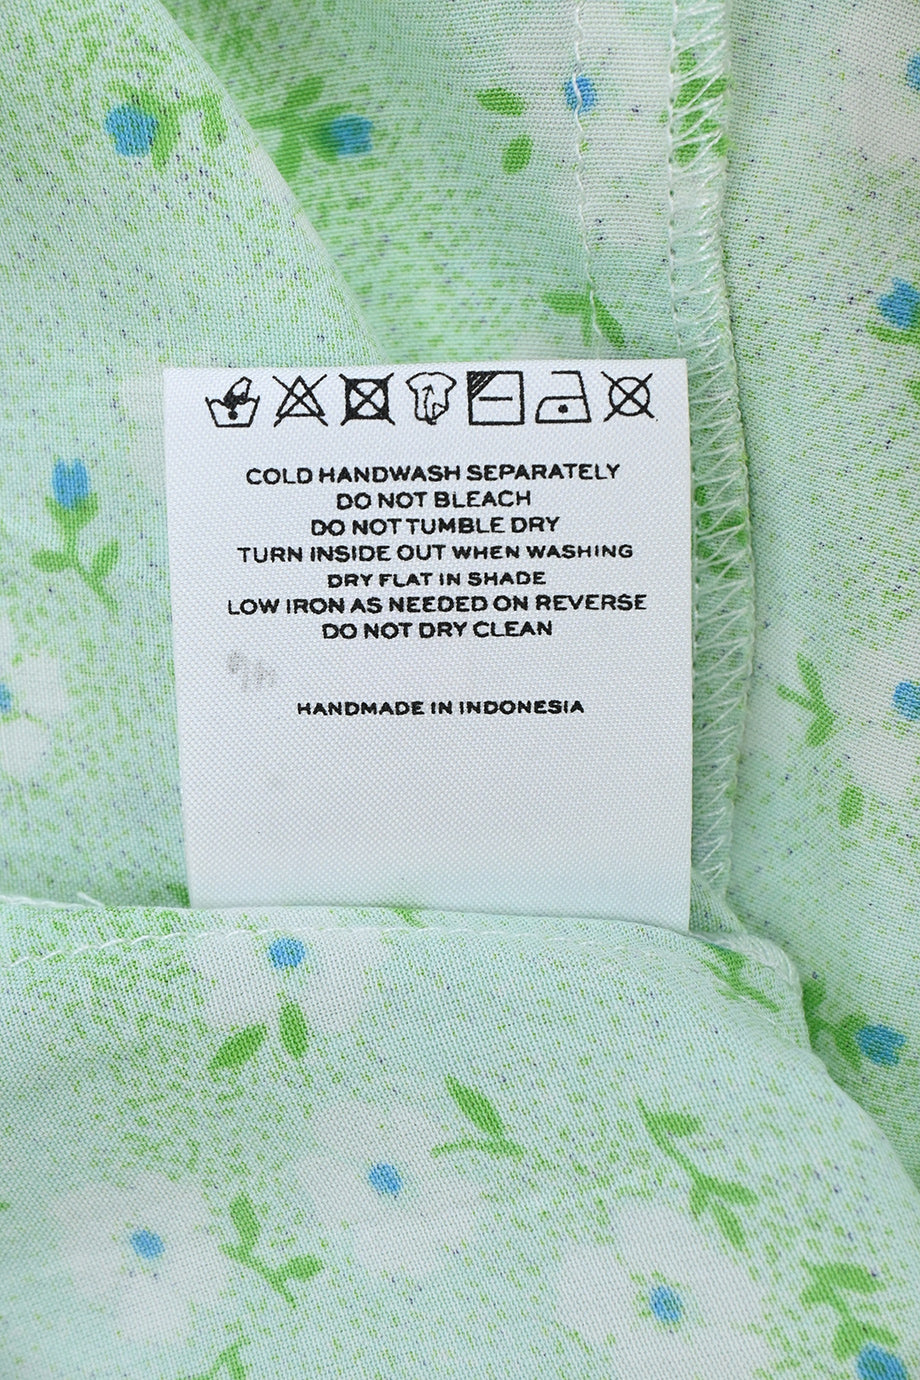 COLD HANDWASH SEPARATELY
DO NOT BLEACH
DO NOT TUMBLE DRY
TURN INSIDE OUT WHEN WASHING
DRY FLAT IN SHADE
LOW IRON AS NEEDED ON REVERSE
DO NOT DRY CLEAN
HANDMADE IN INDONESIA